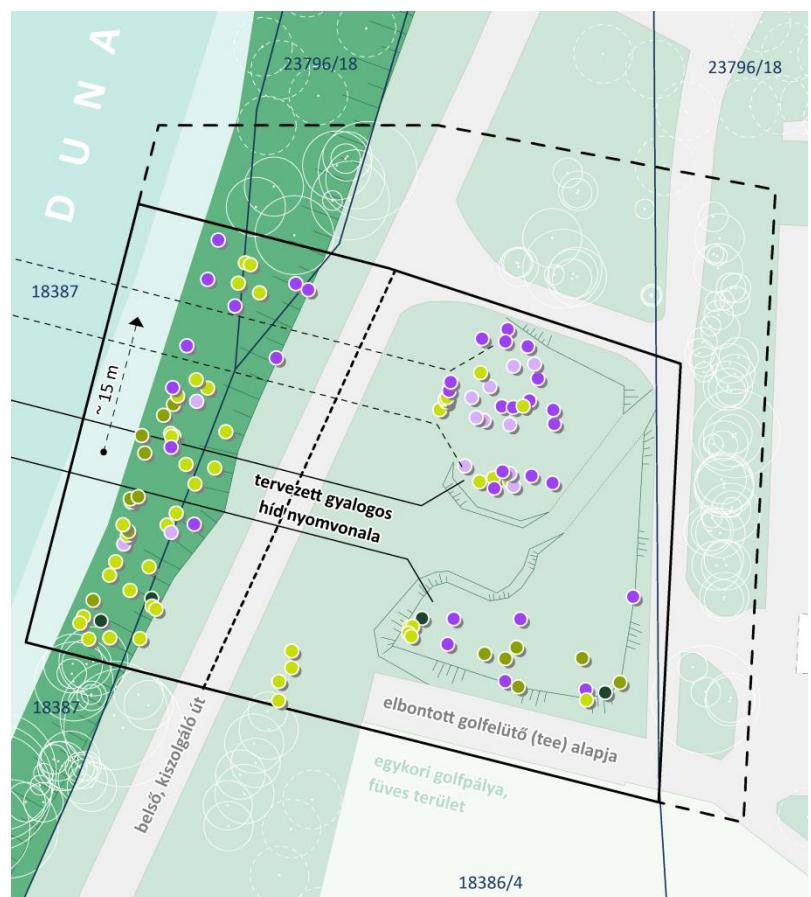 DUNA
23796/18
23796/18
18387
~ 15 m
tervezett gyalogos
híd nyomvonala
18387
belső, kiszolgáló út
elbontott golfelütő (tee) alapja
egykori golfpálya,
füves terület
18386/4